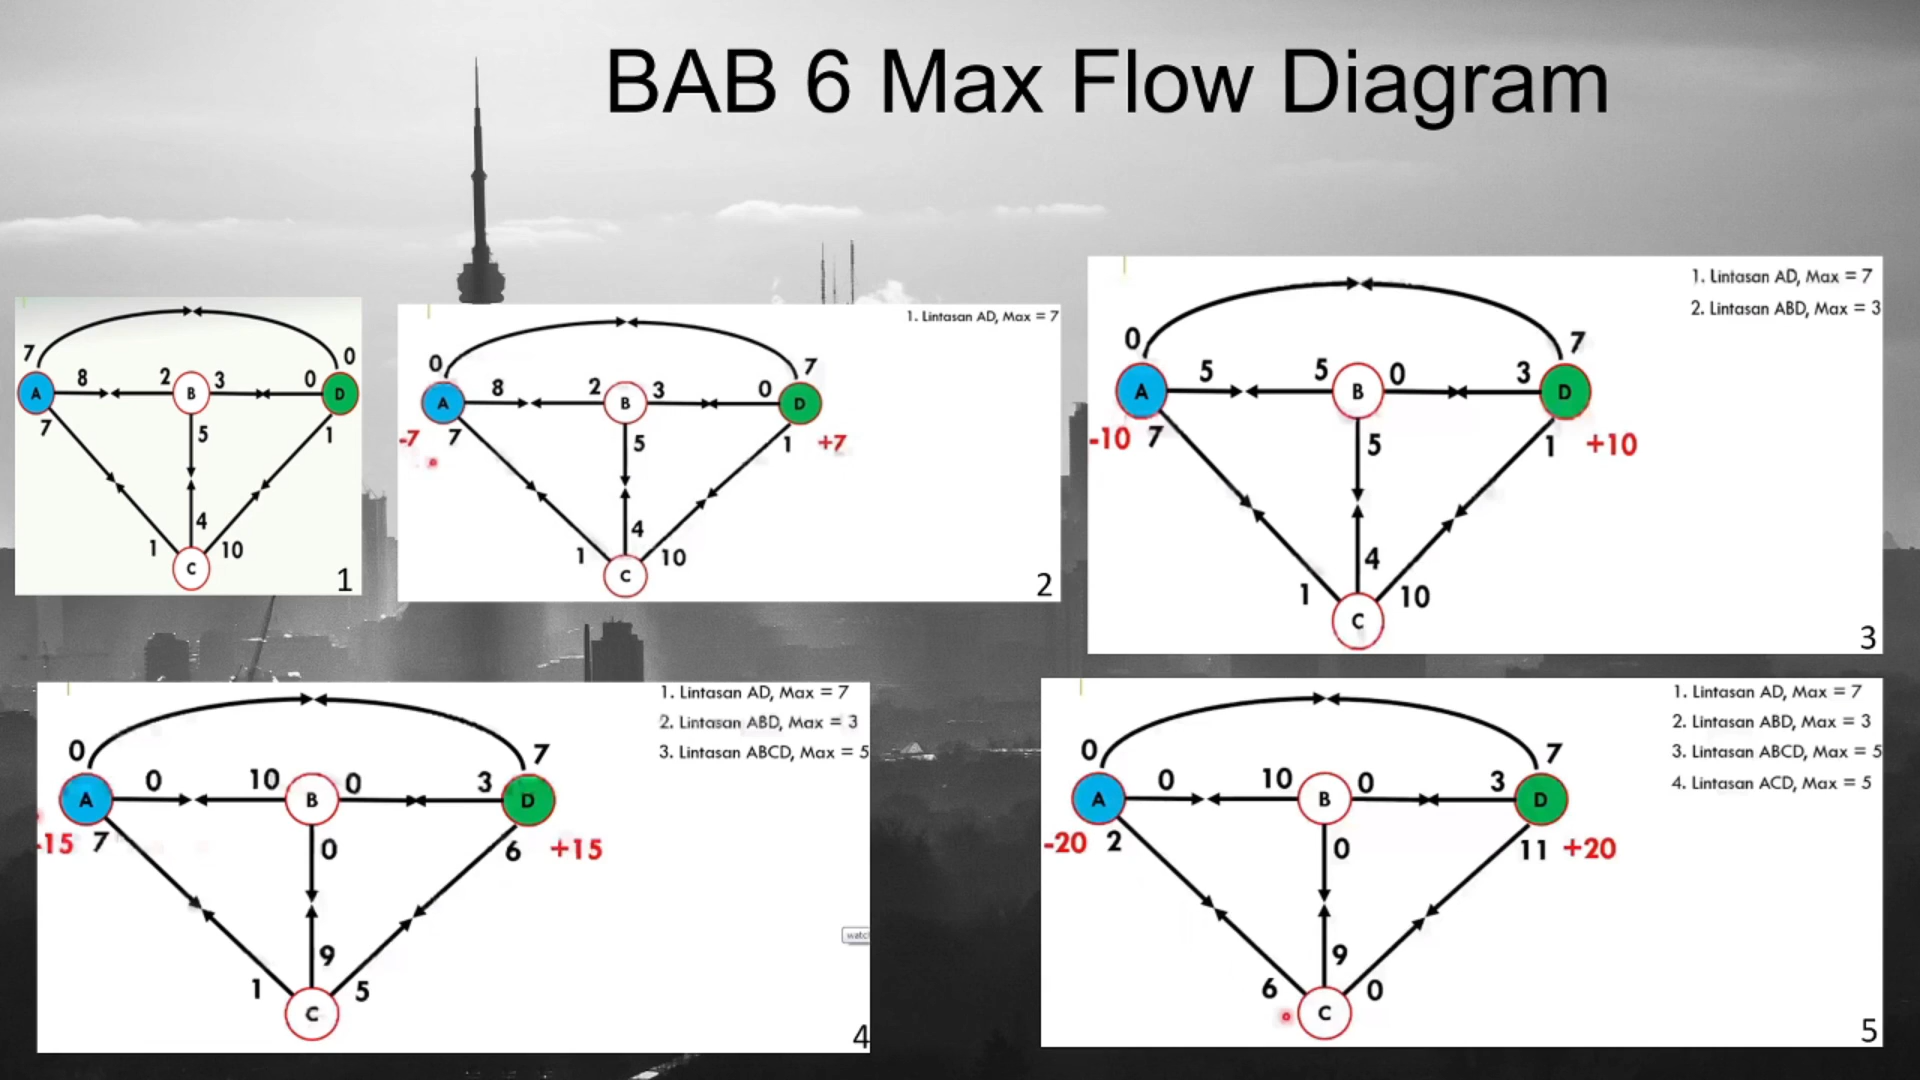 BAB 6 Max Flow Diagram
7 0
A 8 2 B 3 0 D
7 5 1
4
1 10
C
1
1. Lintasan AD, Max = 7
0 7
A 8 2 B 3 0 D
-7 7 5 1 +7
4
1 10
C
2
1. Lintasan AD, Max = 7
2. Lintasan ABD, Max = 3
0 7
A 5 5 B 0 3 D
-10 7 5 1 +10
4
1 10
C
3
1. Lintasan AD, Max = 7
2. Lintasan ABD, Max = 3
3. Lintasan ABCD, Max = 5
0 7
A 0 10 B 0 3 D
-15 7 0 6 +15
9
1 5
C
4
1. Lintasan AD, Max = 7
2. Lintasan ABD, Max = 3
3. Lintasan ABCD, Max = 5
4. Lintasan ACD, Max = 5
0 7
A 0 10 B 0 3 D
-20 2 0 11 +20
9
6 0
C
5